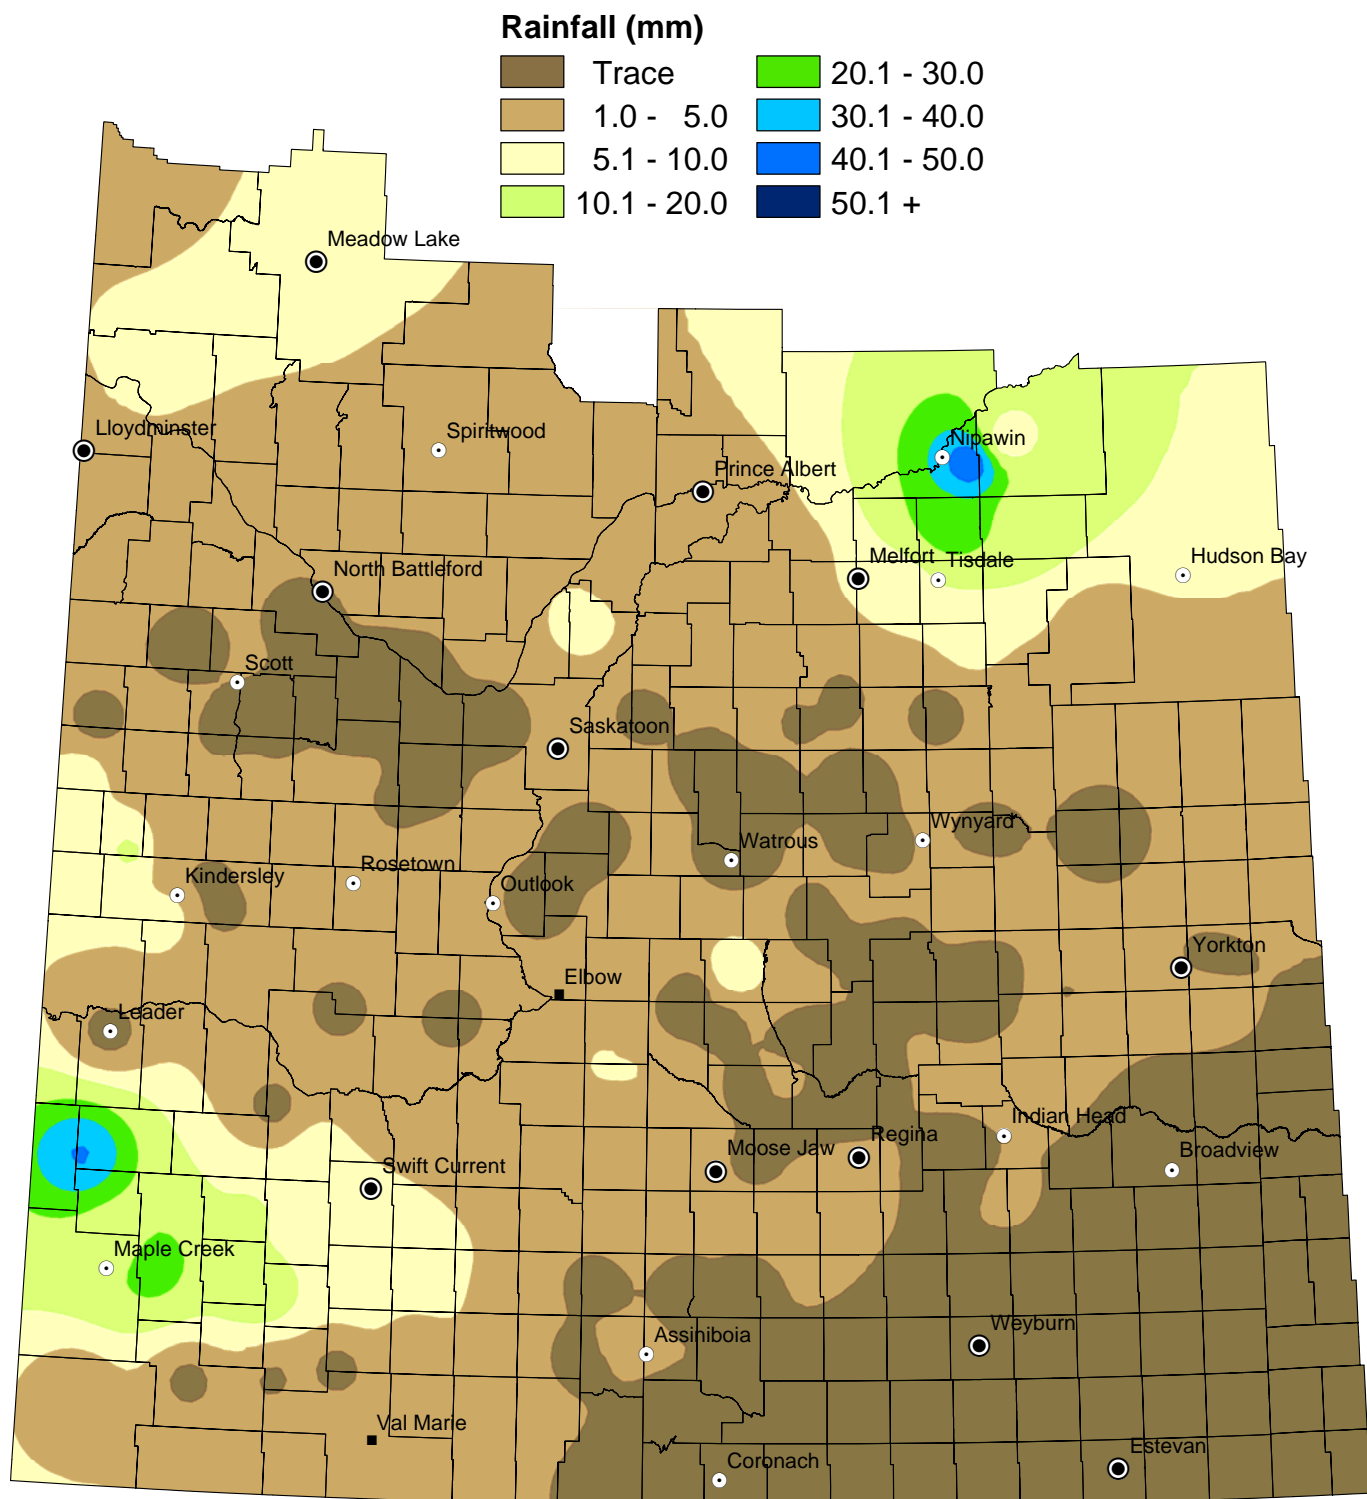 Rainfall (mm)
Trace
20.1 - 30.0
1.0 - 5.0
30.1 - 40.0
5.1 - 10.0
40.1 - 50.0
10.1 - 20.0
50.1 +
Meadow Lake
Lloydminster
Spiritwood
Nipawin
Prince Albert
Melfort
Tisdale
Hudson Bay
North Battleford
Scott
Saskatoon
Wynyard
Watrous
Rosetown
Kindersley
Outlook
Yorkton
Elbow
Leader
Indian Head
Regina
Moose Jaw
Broadview
Swift Current
Maple Creek
Weyburn
Assiniboia
Val Marie
Estevan
Coronach